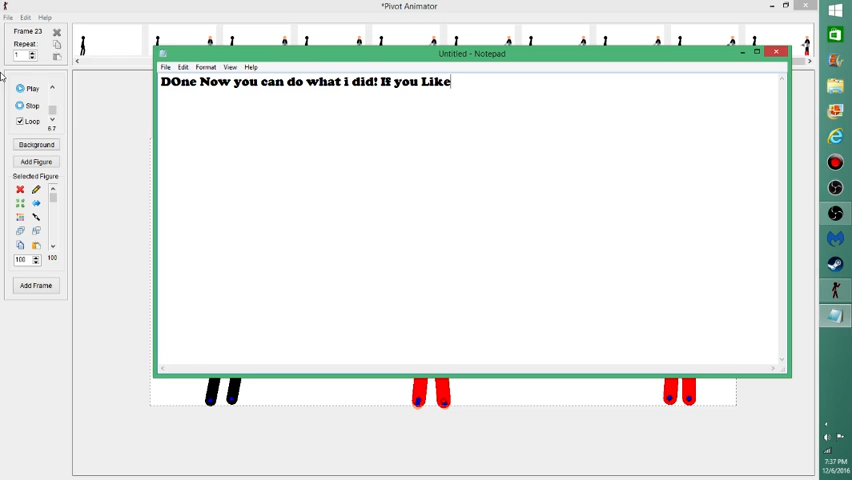 *Pivot Animator
File Edit Help
Frame 23
Repeat:
1
Play
Stop
Loop
6.7
Background
Add Figure
Selected Figure
100
100
Add Frame
Untitled - Notepad
File Edit Format View Help
DOne Now you can do what i did! If you Like
7:37 PM
12/6/2016